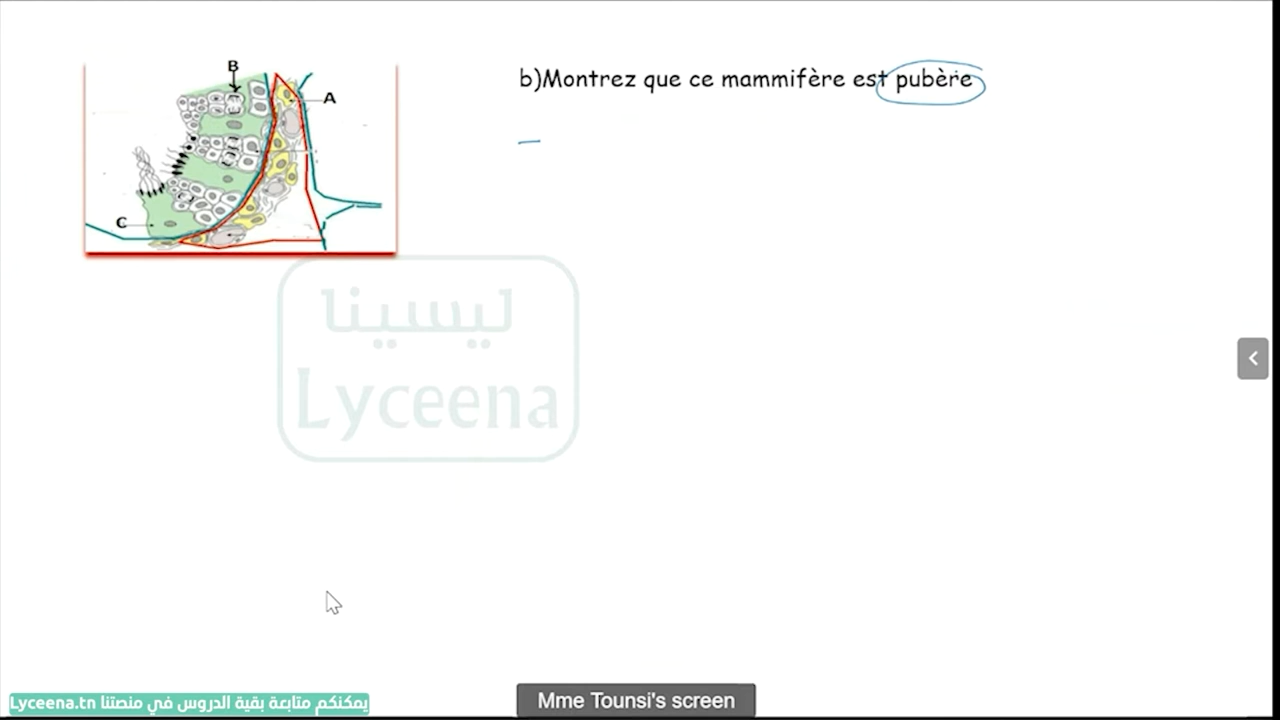 B
A
C
b)Montrez que ce mammifère est pubère
ليسينا
Lyceena
Mme Tounsi's screen
يمكنكم متابعة بقية الدروس في منصتنا Lyceena.tn